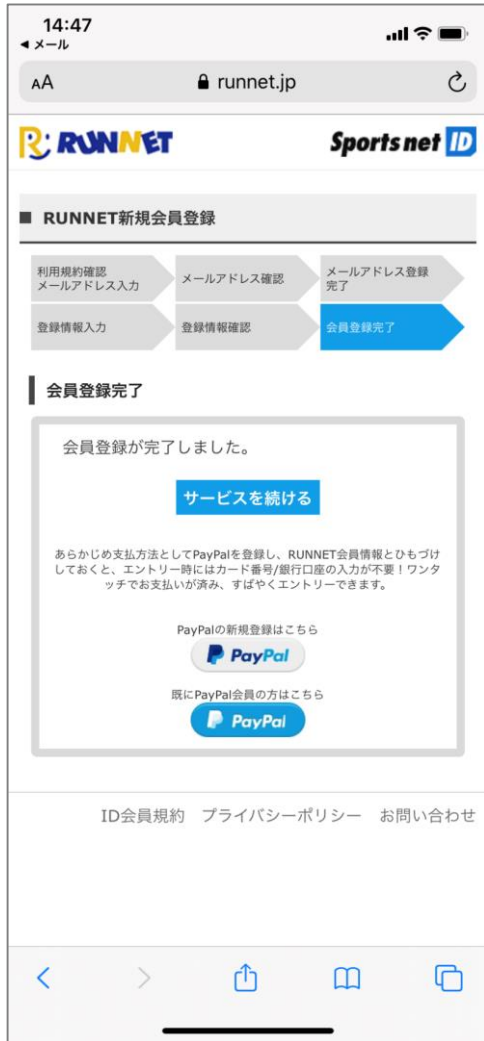 14:47
メール
AA runnet.jp
RUNNET Sports net ID
RUNNET新規会員登録
利用規約確認
メールアドレス入力
メールアドレス確認
メールアドレス登録
完了
登録情報入力
登録情報確認
会員登録完了
会員登録完了
会員登録が完了しました。
サービスを続ける
あらかじめ支払方法としてPayPalを登録し、RUNNET会員情報とひもづけ
しておくと、エントリー時にはカード番号/銀行口座の入力が不要！ワンタ
ッチでお支払いが済み、すばやくエントリーできます。
PayPalの新規登録はこちら
PayPal
既にPayPal会員の方はこちら
PayPal
ID会員規約 プライバシーポリシー お問い合わせ